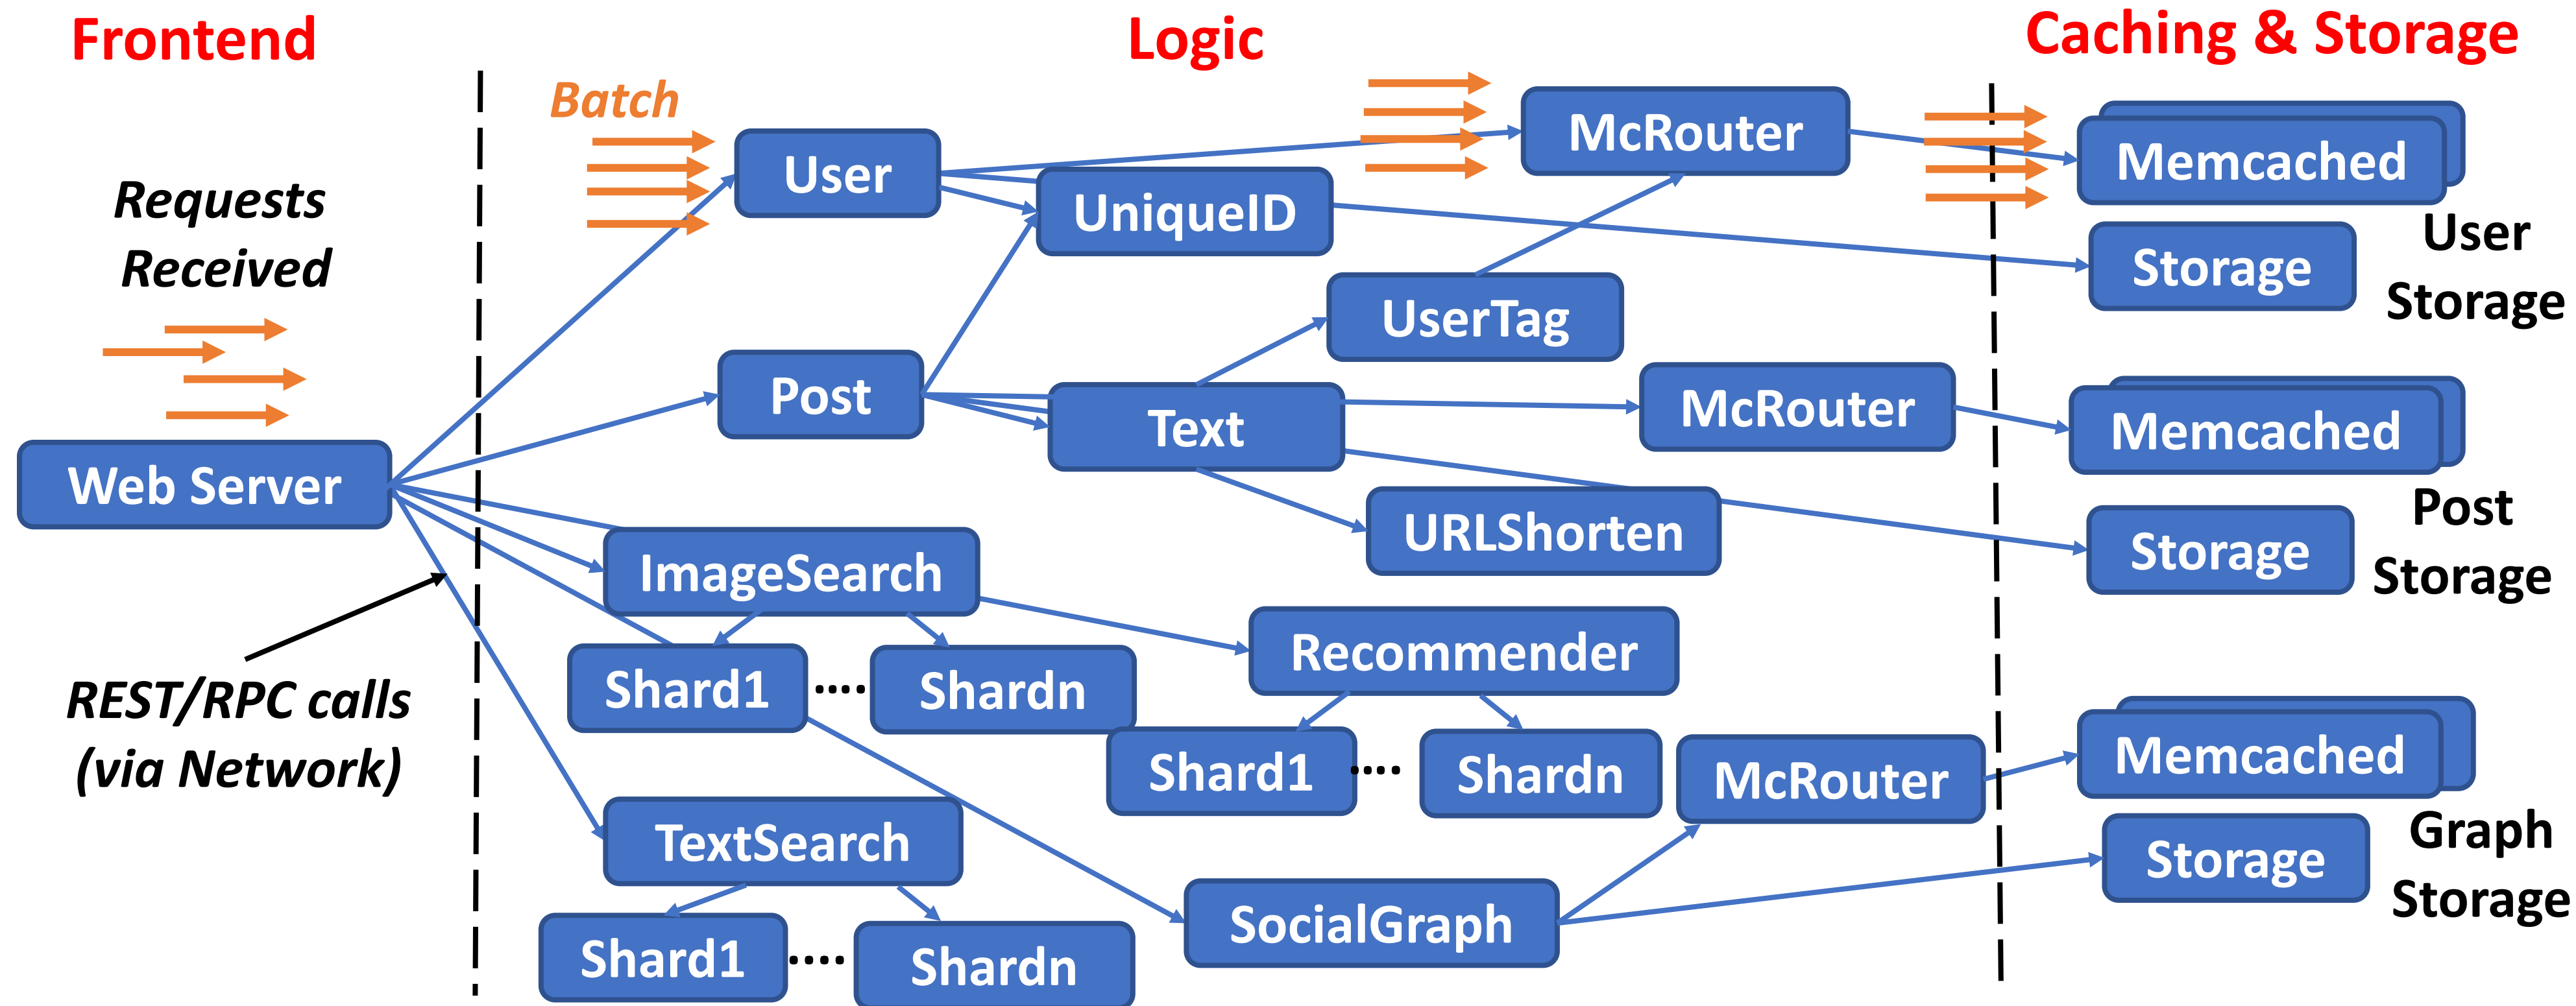 Frontend
Logic
Caching & Storage
Batch
Requests
Received
User
UniqueID
McRouter
Memcached
Storage
User
Storage
UserTag
Post
Text
McRouter
Memcached
Web Server
URLShorten
Storage
Post
Storage
ImageSearch
Shard1
....
Shardn
Recommender
Shard1
....
Shardn
REST/RPC calls
(via Network)
McRouter
Memcached
TextSearch
Shard1
....
Shardn
SocialGraph
Storage
Graph
Storage